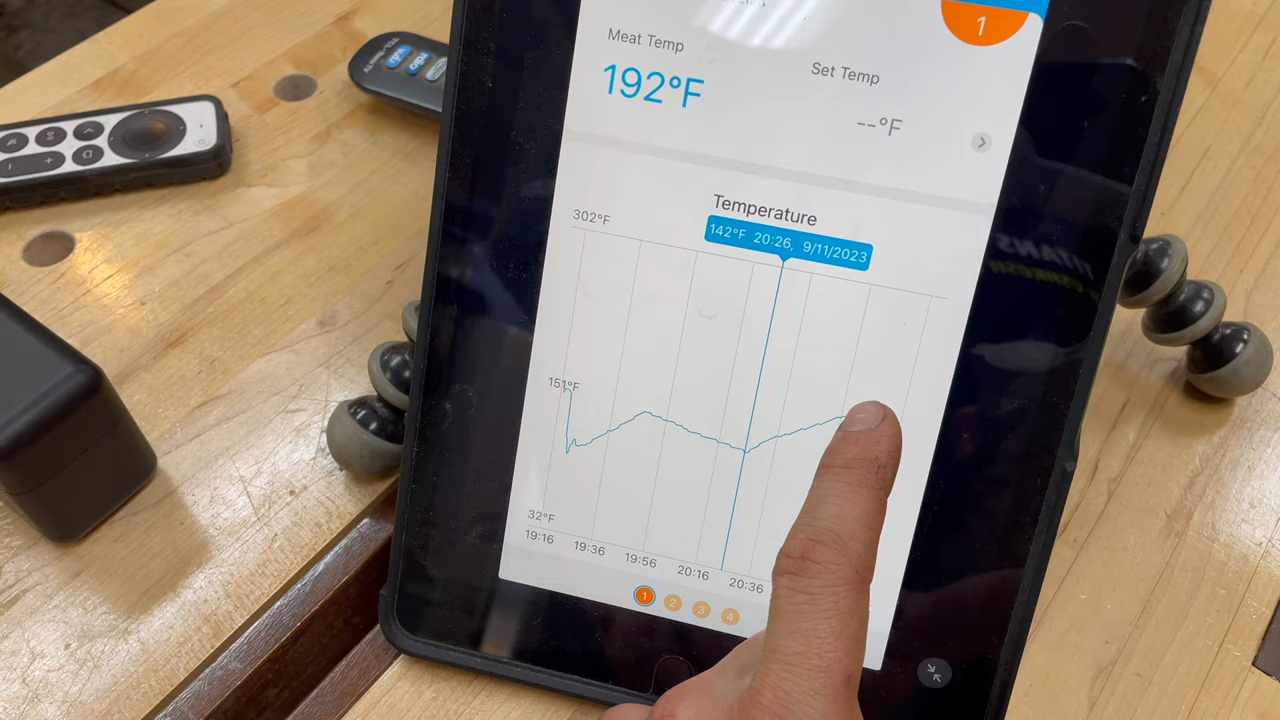 1
Meat Temp
Set Temp
192°F
--°F
Temperature
302°F
142°F 20:26, 9/11/2023
151°F
32°F
19:16 19:36 19:56 20:16 20:36
1 2 3 4
TITANS